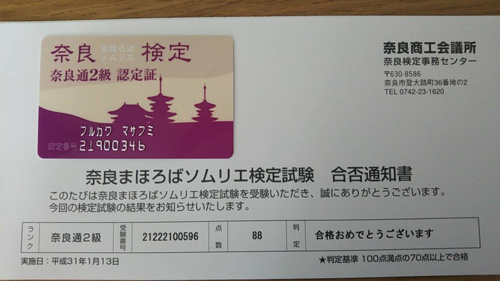 奈良まほろばソムリエ検定
奈良通2級 認定証
フルカワ マサフミ
認定番号 21900346
奈良商工会議所
奈良検定事務センター
〒630-8586
奈良市登大路町36番地の2
TEL 0742-23-1620
奈良まほろばソムリエ検定試験 合否通知書
このたびは奈良まほろばソムリエ検定試験を受験いただき、誠にありがとうございます。
今回の検定試験の結果をお知らせいたします。
ランク 奈良通2級 受験番号 21222100596 点数 88 判定 合格おめでとうございます
実施日：平成31年1月13日 ★判定基準 100点満点の70点以上で合格